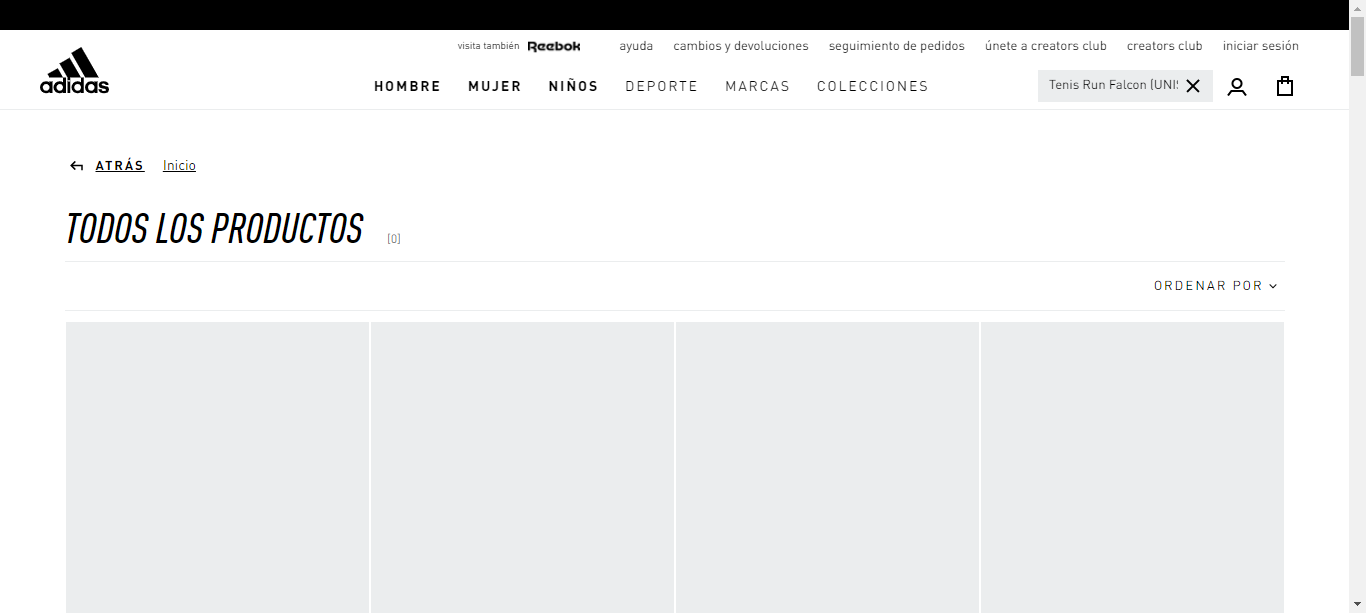 visita también Reebok ayuda cambios y devoluciones seguimiento de pedidos únete a creators club creators club iniciar sesión
adidas
HOMBRE MUJER NIÑOS DEPORTE MARCAS COLECCIONES Tenis Run Falcon (UNIS
ATRÁS Inicio
TODOS LOS PRODUCTOS [0]
ORDENAR POR